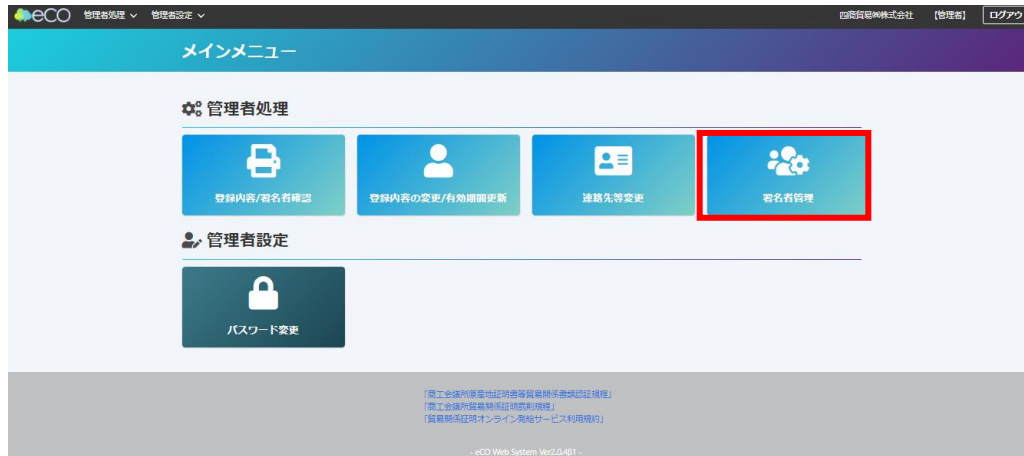 eCO 管理者処理 管理者設定 四商貿易㈱株式会社 【管理者】 ログアウ
メインメニュー
管理者処理
登録内容/署名者確認 登録内容の変更/有効期間更新 連絡先等変更 署名者管理
管理者設定
パスワード変更
「商工会議所原産地証明書等貿易関係書類認証規程」
「商工会議所貿易関係証明罰則規程」
「貿易関係証明オンライン発給サービス利用規約」
- eCO Web System Ver2.0.4β1 -